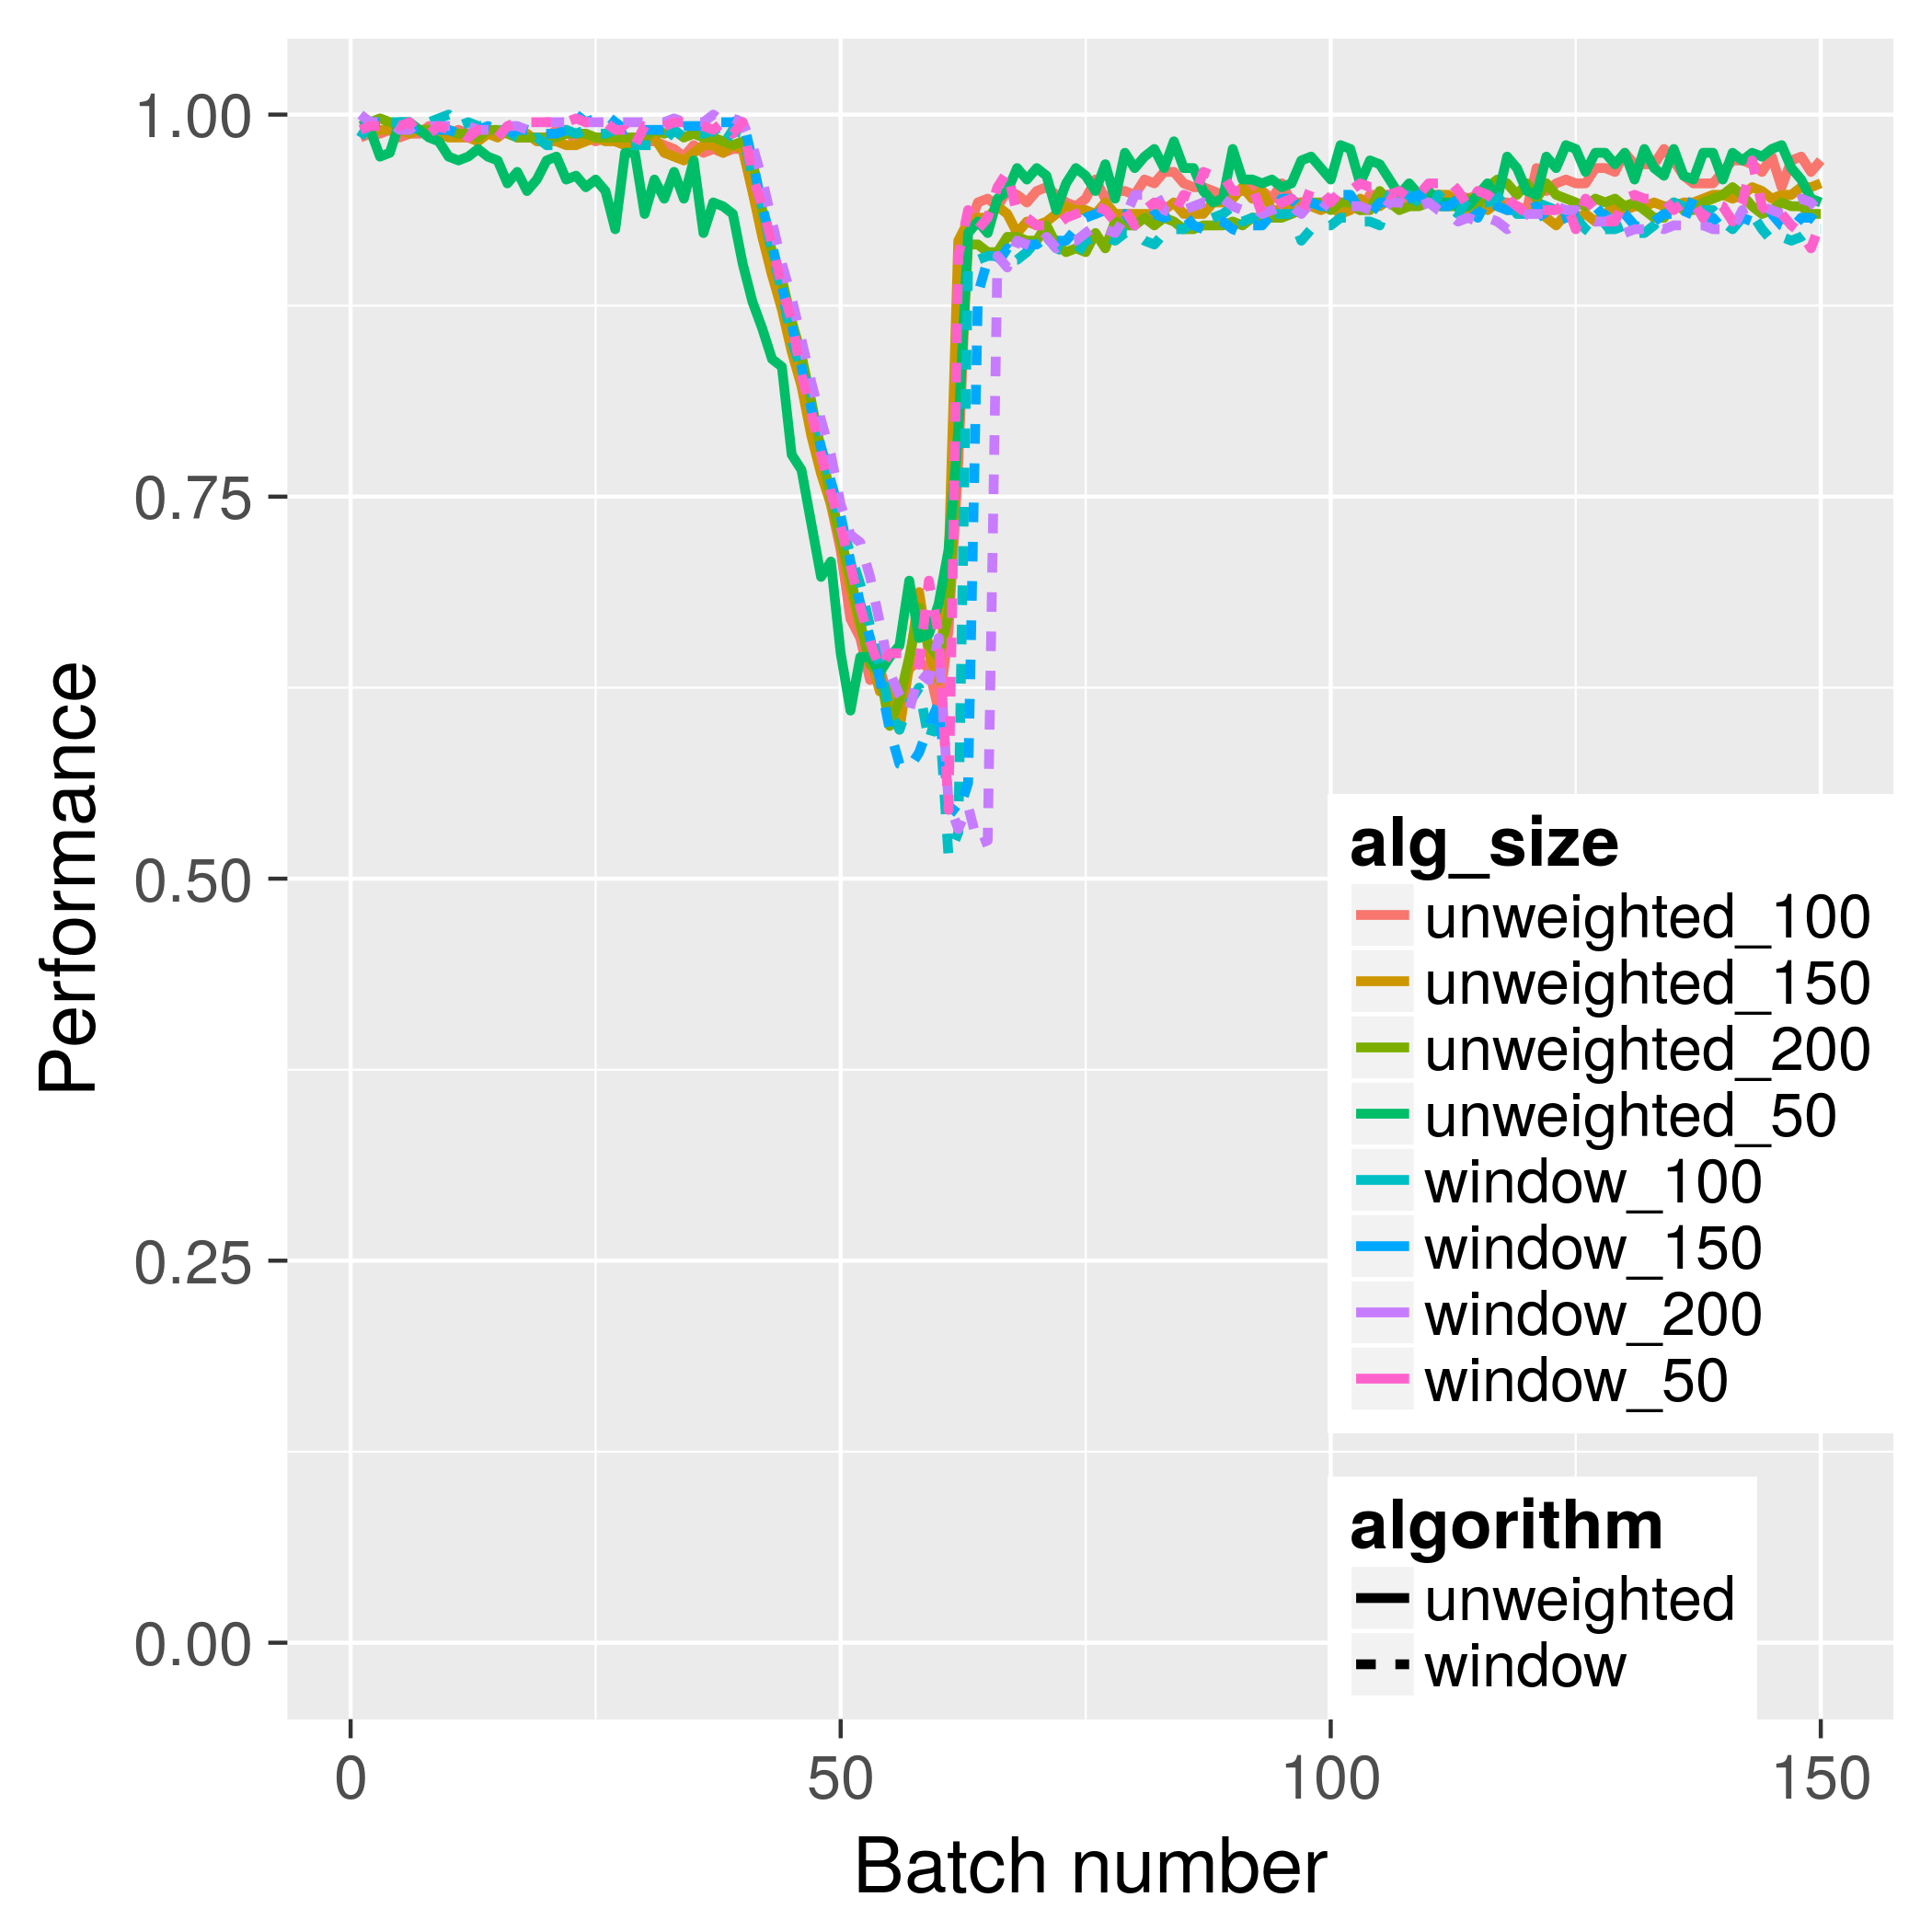 Performance
1.00
0.75
0.50
0.25
0.00
0
50
100
150
Batch number
alg_size
unweighted_100
unweighted_150
unweighted_200
unweighted_50
window_100
window_150
window_200
window_50
algorithm
unweighted
window